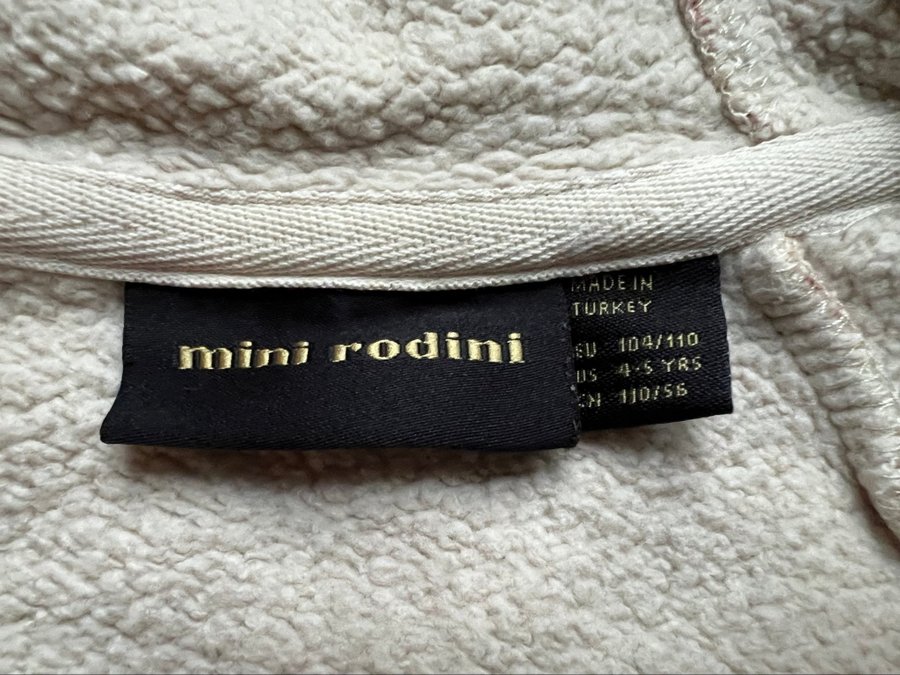 mini rodini
MADE IN
TURKEY
EU 104/110
US 4-5 YRS
CN 110/56